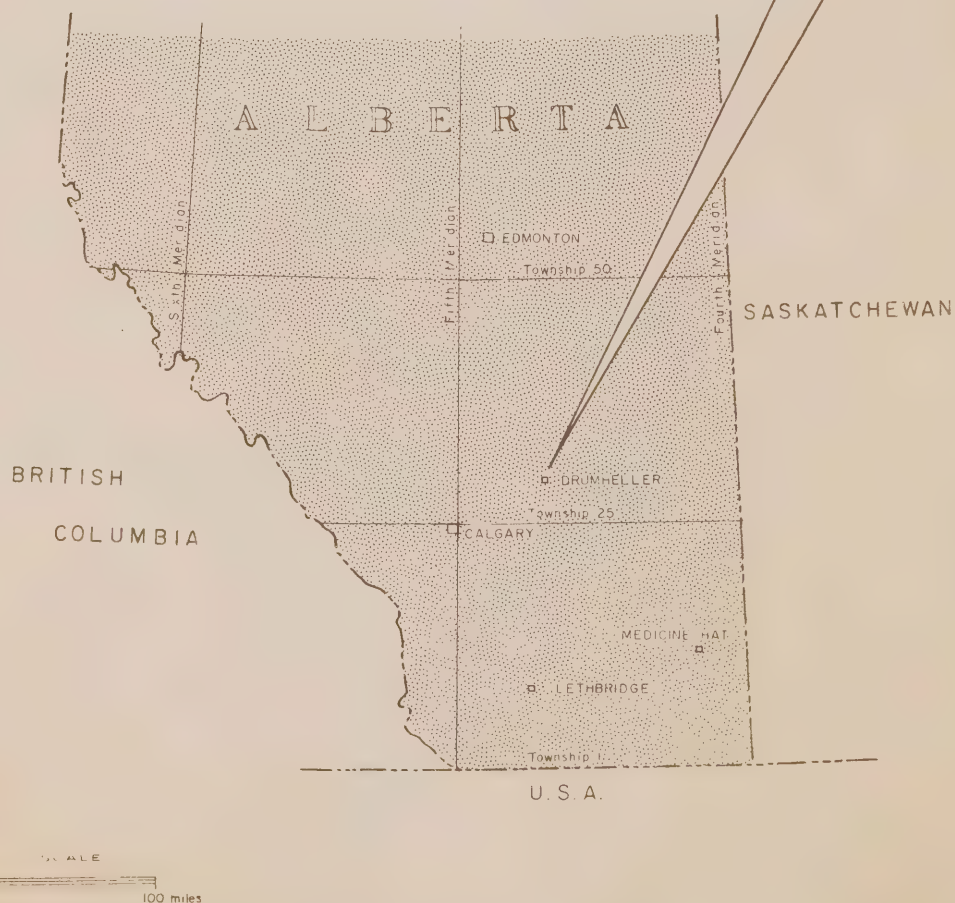 ALBERTA
Sixth Meridian
Fifth Meridian
Fourth Meridian
EDMONTON
Township 50
SASKATCHEWAN
BRITISH
COLUMBIA
DRUMHELLER
Township 25
CALGARY
MEDICINE HAT
LETHBRIDGE
Township 1
U.S.A.
SCALE
100 miles